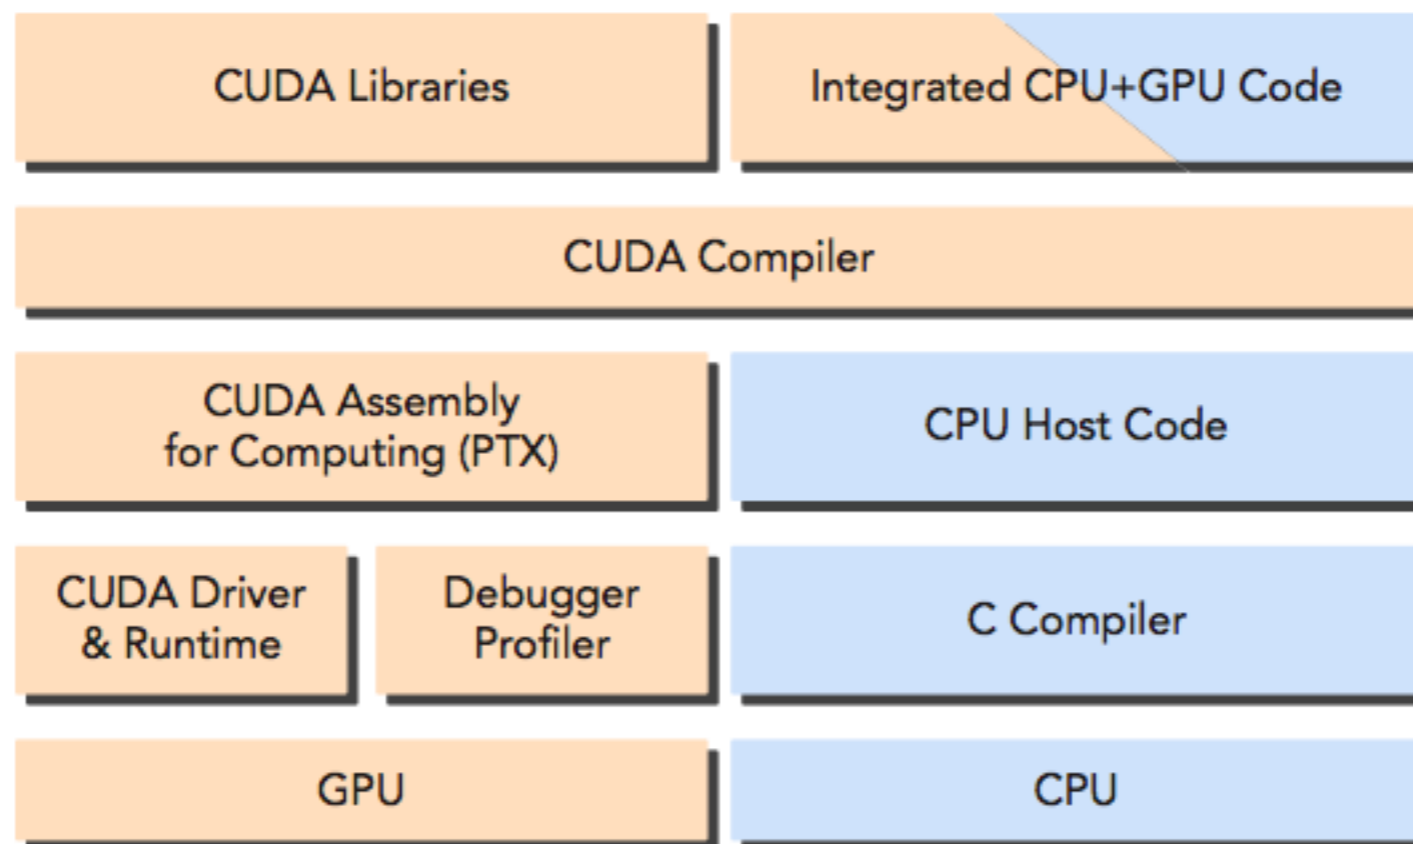 CUDA Libraries
Integrated CPU+GPU Code
CUDA Compiler
CUDA Assembly
for Computing (PTX)
CPU Host Code
CUDA Driver
& Runtime
Debugger
Profiler
C Compiler
GPU
CPU